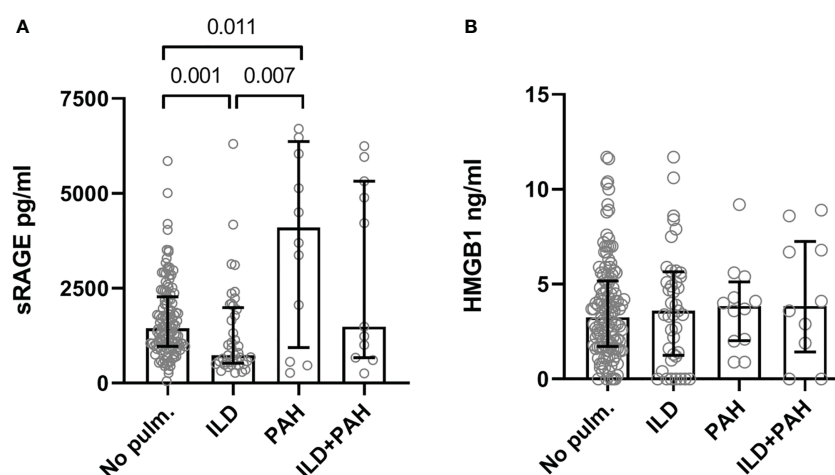 A
0.011
0.001
0.007
7500
5000
2500
0
sRAGE pg/ml
No pulm.
ILD
PAH
ILD+PAH
B
15
10
5
0
HMGB1 ng/ml
No pulm.
ILD
PAH
ILD+PAH